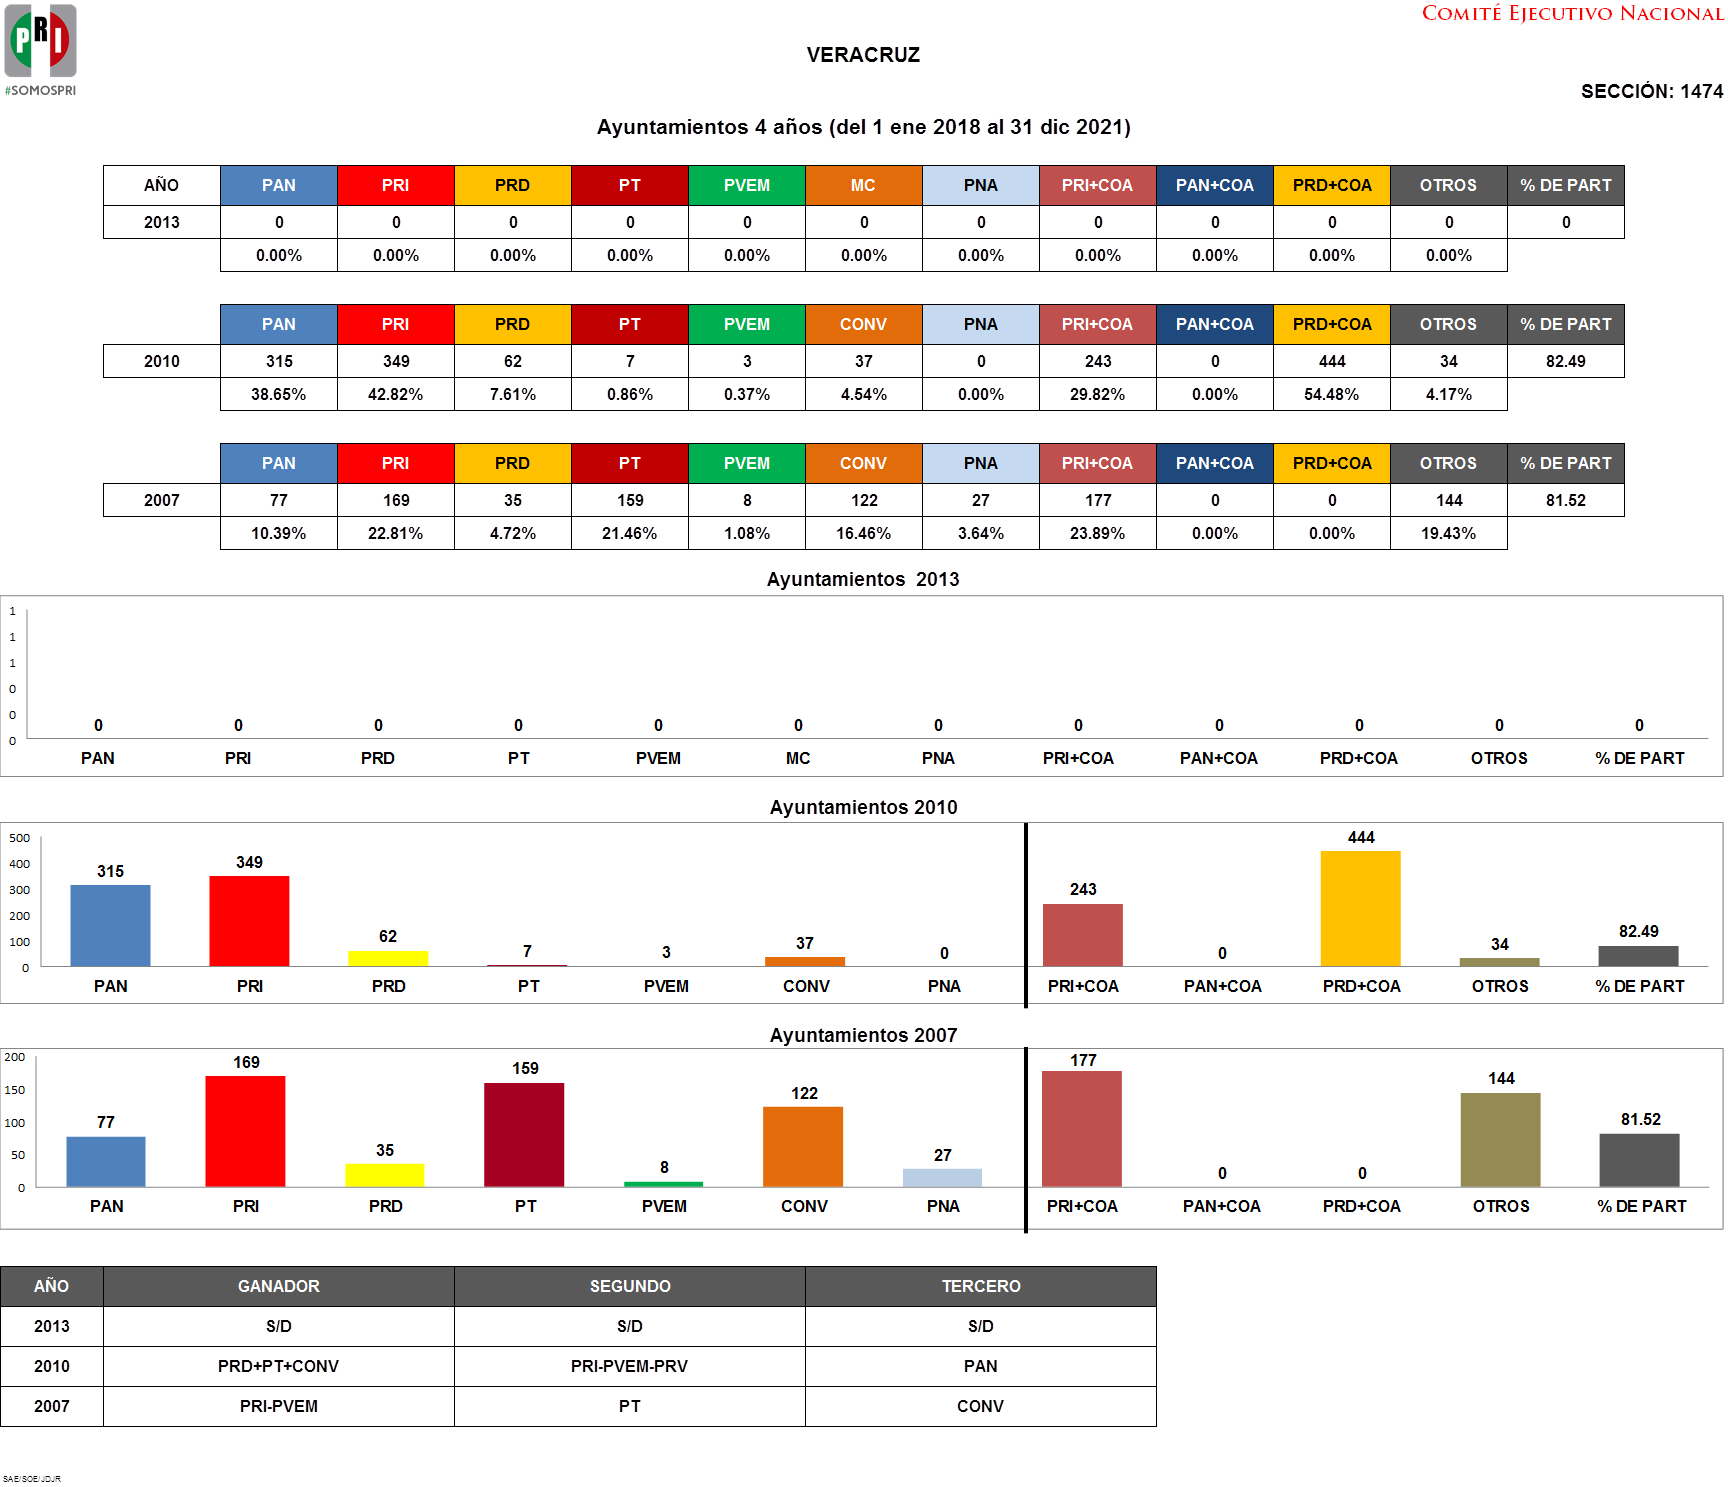 PRI
#SOMOSPRI
COMITÉ EJECUTIVO NACIONAL
VERACRUZ
SECCIÓN: 1474
Ayuntamientos 4 años (del 1 ene 2018 al 31 dic 2021)
AÑO PAN PRI PRD PT PVEM MC PNA PRI+COA PAN+COA PRD+COA OTROS % DE PART
2013 0 0 0 0 0 0 0 0 0 0 0 0
0.00% 0.00% 0.00% 0.00% 0.00% 0.00% 0.00% 0.00% 0.00% 0.00% 0.00%
PAN PRI PRD PT PVEM CONV PNA PRI+COA PAN+COA PRD+COA OTROS % DE PART
2010 315 349 62 7 3 37 0 243 0 444 34 82.49
38.65% 42.82% 7.61% 0.86% 0.37% 4.54% 0.00% 29.82% 0.00% 54.48% 4.17%
PAN PRI PRD PT PVEM CONV PNA PRI+COA PAN+COA PRD+COA OTROS % DE PART
2007 77 169 35 159 8 122 27 177 0 0 144 81.52
10.39% 22.81% 4.72% 21.46% 1.08% 16.46% 3.64% 23.89% 0.00% 0.00% 19.43%
Ayuntamientos 2013
1
1
1
0
0
0
0 0 0 0 0 0 0 0 0 0 0 0
PAN PRI PRD PT PVEM MC PNA PRI+COA PAN+COA PRD+COA OTROS % DE PART
Ayuntamientos 2010
500
400
300
200
100
0
315 349 62 7 3 37 0 243 0 444 34 82.49
PAN PRI PRD PT PVEM CONV PNA PRI+COA PAN+COA PRD+COA OTROS % DE PART
Ayuntamientos 2007
200
150
100
50
0
77 169 35 159 8 122 27 177 0 0 144 81.52
PAN PRI PRD PT PVEM CONV PNA PRI+COA PAN+COA PRD+COA OTROS % DE PART
AÑO GANADOR SEGUNDO TERCERO
2013 S/D S/D S/D
2010 PRD+PT+CONV PRI-PVEM-PRV PAN
2007 PRI-PVEM PT CONV
SAE/SOE/JDJR